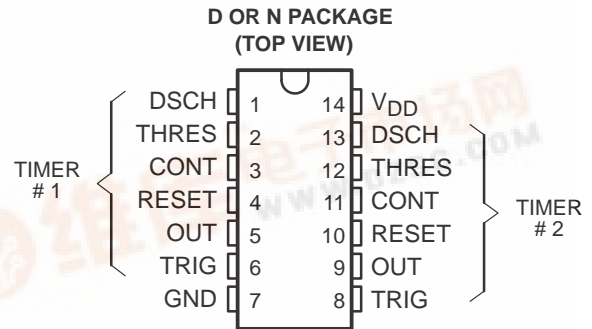 D OR N PACKAGE
(TOP VIEW)
DSCH 1 14 VDD
THRES 2 13 DSCH
CONT 3 12 THRES
RESET 4 11 CONT
OUT 5 10 RESET
TRIG 6 9 OUT
GND 7 8 TRIG
TIMER
# 1
TIMER
# 2